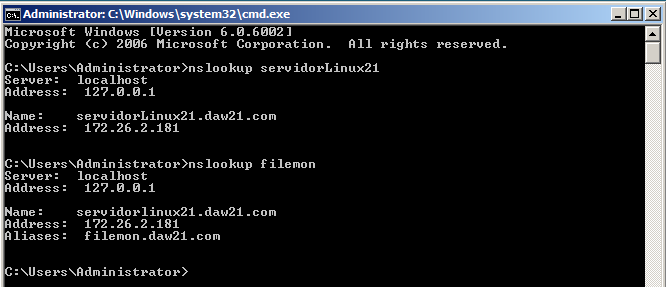 Administrator: C:\Windows\system32\cmd.exe
Microsoft Windows [Version 6.0.6002]
Copyright (c) 2006 Microsoft Corporation.  All rights reserved.
C:\Users\Administrator>nslookup servidorLinux21
Server:  localhost
Address:  127.0.0.1
Name:    servidorLinux21.daw21.com
Address:  172.26.2.181
C:\Users\Administrator>nslookup filemon
Server:  localhost
Address:  127.0.0.1
Name:    servidorlinux21.daw21.com
Address:  172.26.2.181
Aliases:  filemon.daw21.com
C:\Users\Administrator>